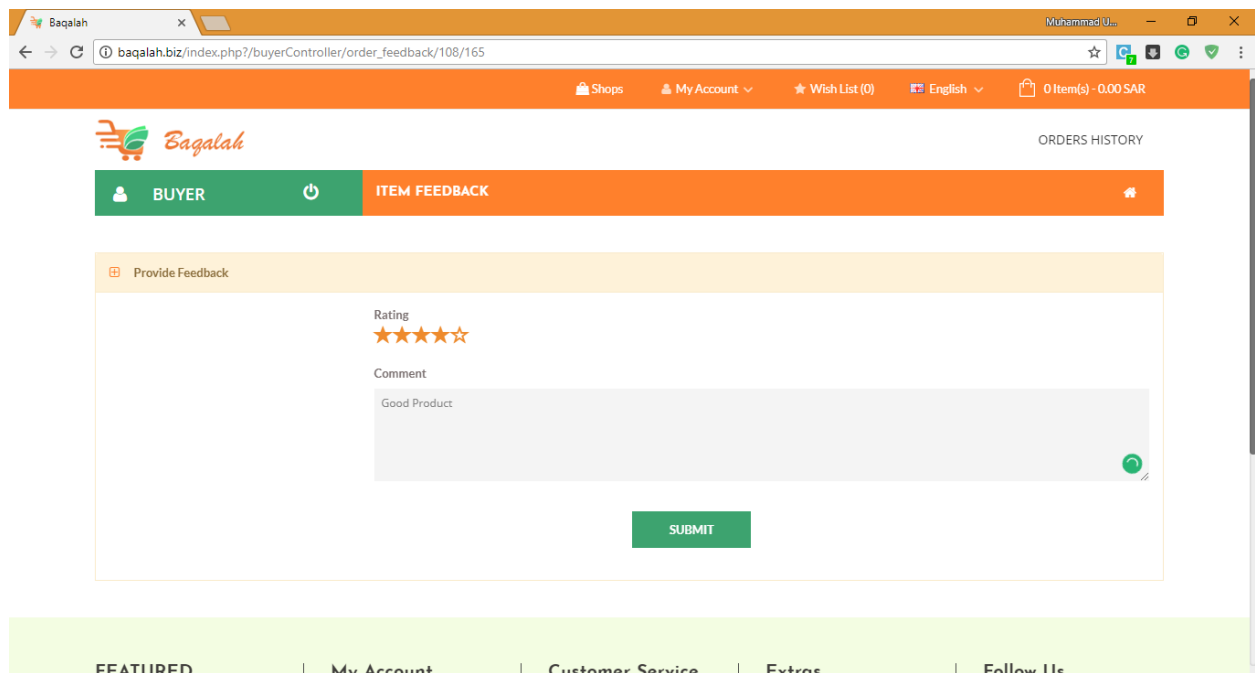 Baqalah
Muhammad U...
baqalah.biz/index.php?/buyerController/order_feedback/108/165
7
Shops My Account Wish List (0) English 0 Item(s) - 0.00 SAR
Baqalah
ORDERS HISTORY
BUYER
ITEM FEEDBACK
Provide Feedback
Rating
Comment
Good Product
SUBMIT
FEATURED My Account Customer Service Extras Follow Us